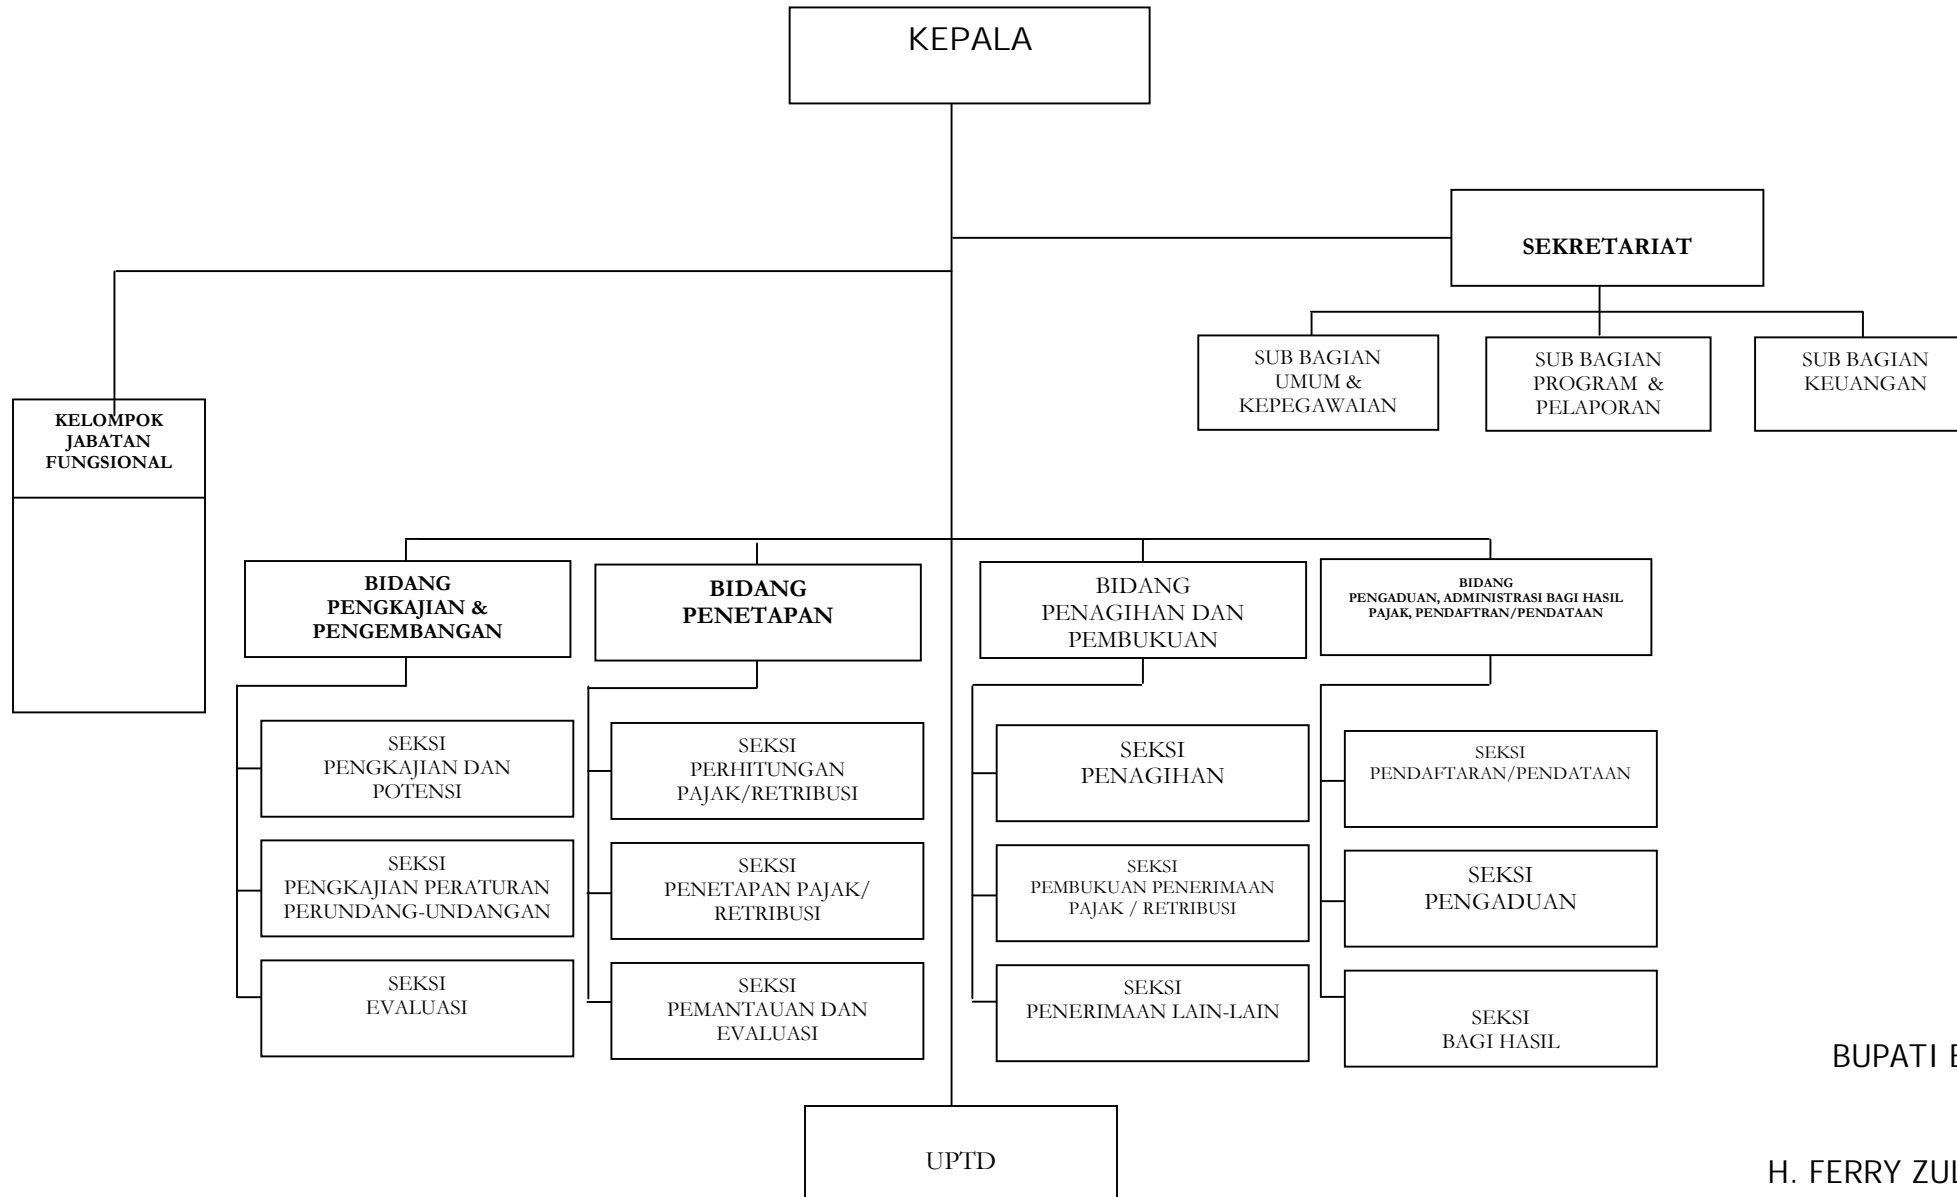 KEPALA
SEKRETARIAT
SUB BAGIAN
UMUM &
KEPEGAWAIAN
SUB BAGIAN
PROGRAM &
PELAPORAN
SUB BAGIAN
KEUANGAN
KELOMPOK
JABATAN
FUNGSIONAL
BIDANG
PENGKAJIAN &
PENGEMBANGAN
BIDANG
PENETAPAN
BIDANG
PENAGIHAN DAN
PEMBUKUAN
BIDANG
PENGADUAN, ADMINISTRASI BAGI HASIL
PAJAK, PENDAFTRAN/PENDATAAN
SEKSI
PENGKAJIAN DAN
POTENSI
SEKSI
PENGKAJIAN PERATURAN
PERUNDANG-UNDANGAN
SEKSI
EVALUASI
SEKSI
PERHITUNGAN
PAJAK/RETRIBUSI
SEKSI
PENETAPAN PAJAK/
RETRIBUSI
SEKSI
PEMANTAUAN DAN
EVALUASI
SEKSI
PENAGIHAN
SEKSI
PEMBUKUAN PENERIMAAN
PAJAK / RETRIBUSI
SEKSI
PENERIMAAN LAIN-LAIN
SEKSI
PENDAFTARAN/PENDATAAN
SEKSI
PENGADUAN
SEKSI
BAGI HASIL
UPTD
BUPATI
H. FERRY